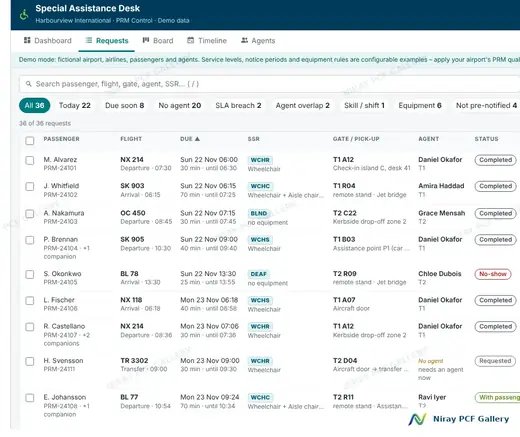 Special Assistance Desk
Harbourview International · PRM Control · Demo data
Dashboard Requests Board Timeline Agents
Demo mode: fictional airport, airlines, passengers and agents. Service levels, notice periods and equipment rules are configurable examples – apply your airport's PRM qual
Search passenger, flight, gate, agent, SSR... ( / )
All 36 Today 22 Due soon 8 No agent 20 SLA breach 2 Agent overlap 2 Skill / shift 1 Equipment 6 Not pre-notified 4
36 of 36 requests
PASSENGER FLIGHT DUE ▲ SSR GATE / PICK-UP AGENT STATUS
M. Alvarez NX 214 Sun 22 Nov 06:00 WCHR T1 A12 Daniel Okafor Completed
PRM-24101 Departure · 07:30 30 min · until 06:30 Wheelchair Check-in island C, desk 41 T1
J. Whitfield SK 903 Sun 22 Nov 06:15 WCHC T1 R04 Amira Haddad Completed
PRM-24102 Arrival · 06:15 70 min · until 07:25 Wheelchair + Aisle chair... remote stand · Jet bridge T1
A. Nakamura OC 450 Sun 22 Nov 07:15 BLND T2 C22 Grace Mensah Completed
PRM-24103 Departure · 08:45 30 min · until 07:45 no equipment Kerbside drop-off zone 2 T2
P. Brennan SK 905 Sun 22 Nov 09:00 WCHS T1 B03 Daniel Okafor Completed
PRM-24104 · +1 Departure · 10:30 40 min · until 09:40 Wheelchair Assistance point P1 (car ... T1
companion
S. Okonkwo BL 78 Sun 22 Nov 13:30 DEAF T2 R09 Chloe Dubois No-show
PRM-24105 Arrival · 13:30 25 min · until 13:55 no equipment remote stand · Jet bridge T2
L. Fischer NX 118 Mon 23 Nov 06:18 WCHS T1 A07 Daniel Okafor Completed
PRM-24106 Arrival · 06:18 40 min · until 06:58 Wheelchair Aircraft door T1
R. Castellano NX 214 Mon 23 Nov 07:06 WCHR T1 A12 Daniel Okafor Completed
PRM-24107 · +2 Departure · 08:36 30 min · until 07:36 Wheelchair Kerbside drop-off zone 2 T1
companions
H. Svensson TR 3302 Mon 23 Nov 09:00 WCHR T2 D04 No agent Requested
PRM-24111 Transfer · 09:00 30 min · until 09:30 Wheelchair Aircraft door → transfer ... needs an agent
now
E. Johansson BL 77 Mon 23 Nov 09:24 WCHC T2 R11 Ravi Iyer With passeng
PRM-24108 · +1 Departure · 10:54 70 min · until 10:34 Wheelchair + Aisle chair... remote stand · Assistan... T2
companion
Niray PCF Gallery